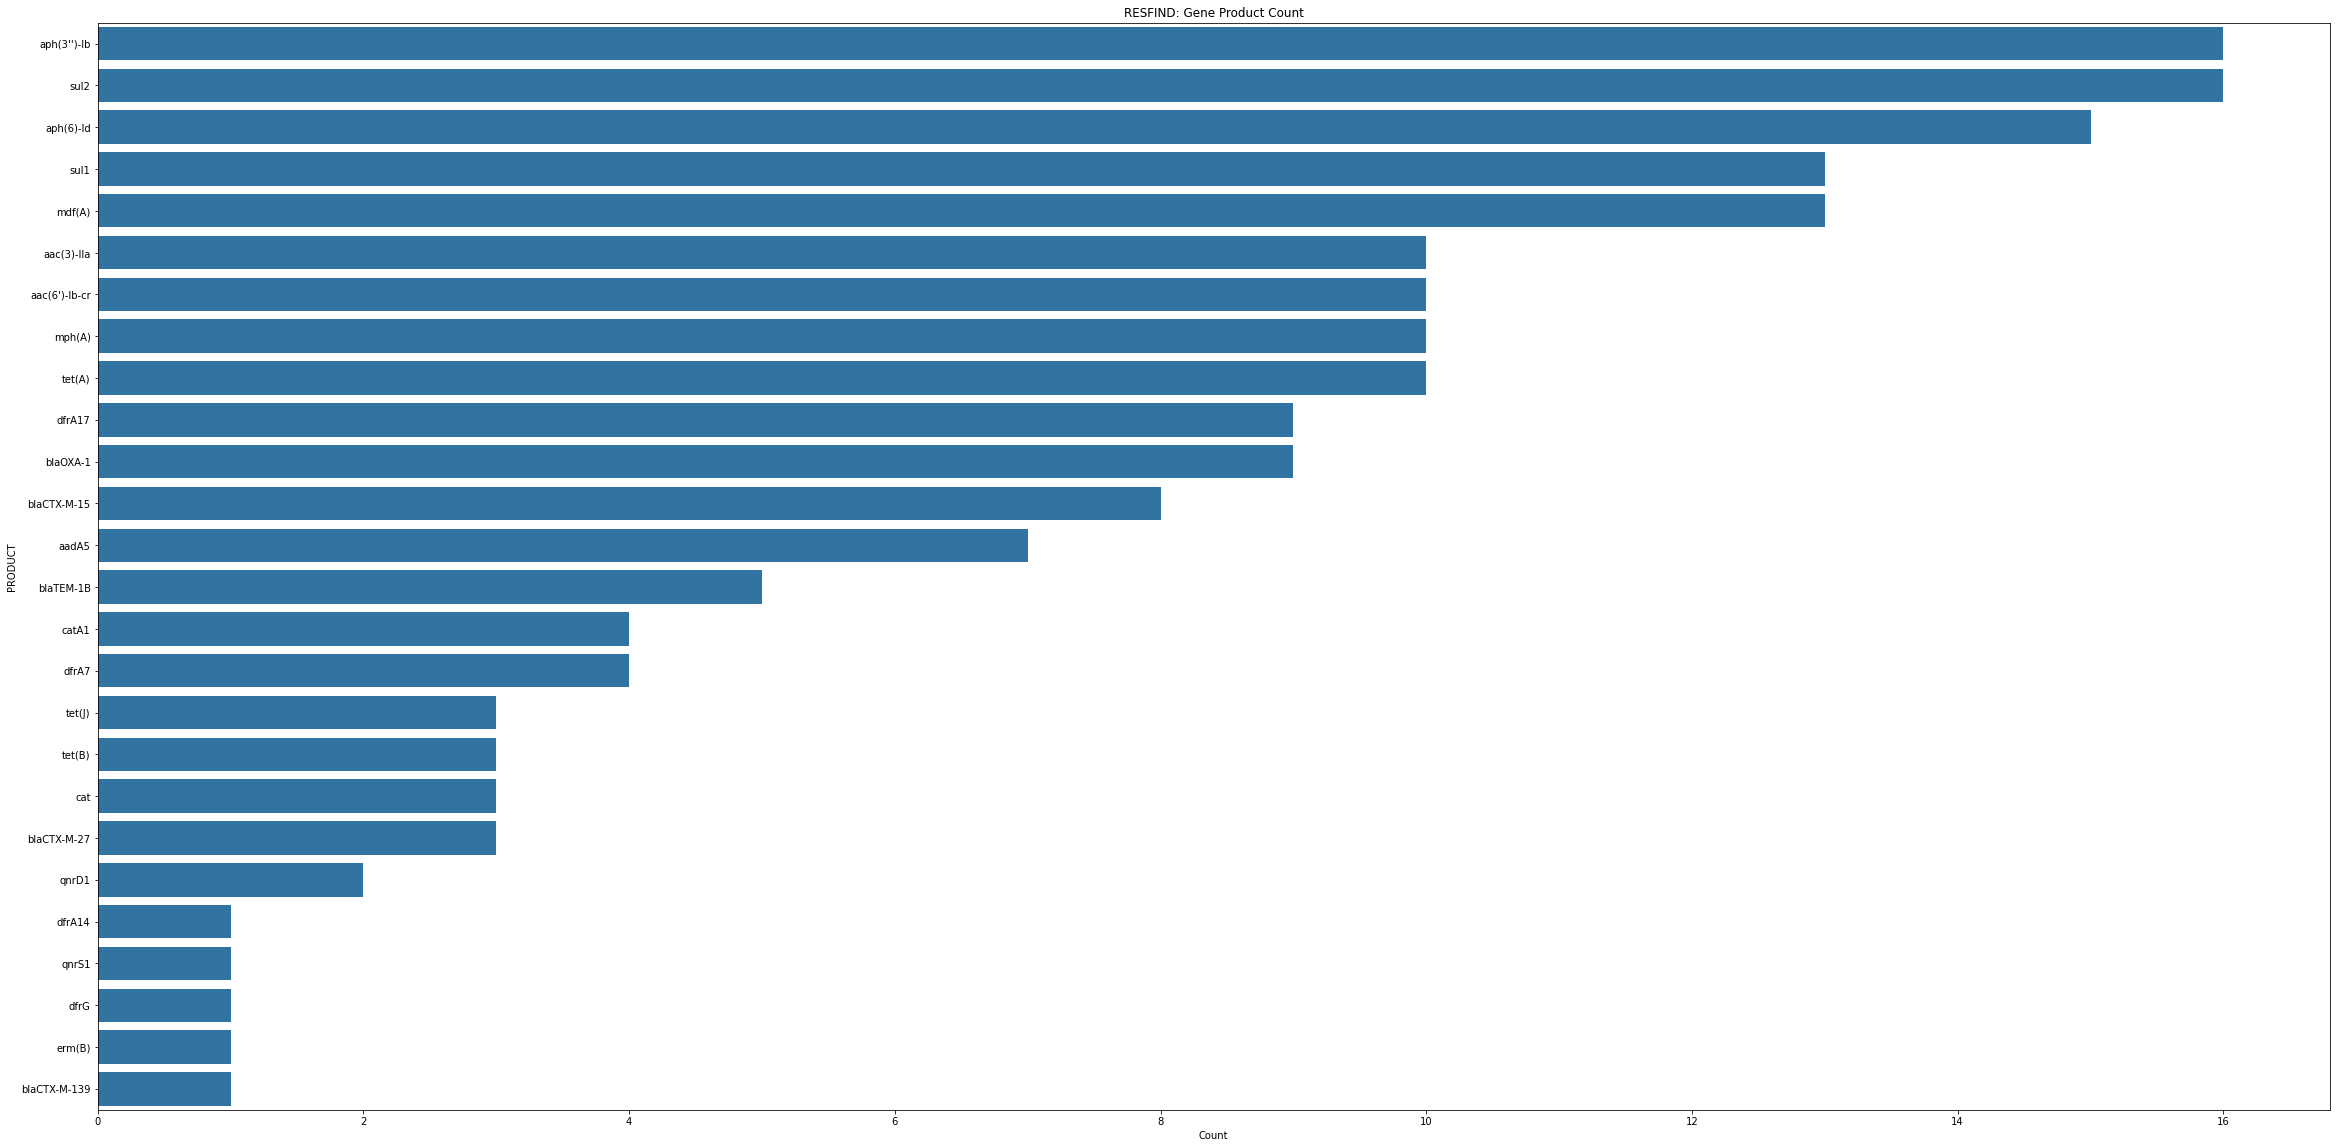 RESFIND: Gene Product Count
aph(3'')-Ib
sul2
aph(6)-Id
sul1
mdf(A)
aac(3)-IIa
aac(6')-Ib-cr
mph(A)
tet(A)
dfrA17
blaOXA-1
blaCTX-M-15
aadA5
blaTEM-1B
catA1
dfrA7
tet(J)
tet(B)
cat
blaCTX-M-27
qnrD1
dfrA14
qnrS1
dfrG
erm(B)
blaCTX-M-139
PRODUCT
0 2 4 6 8 10 12 14 16
Count